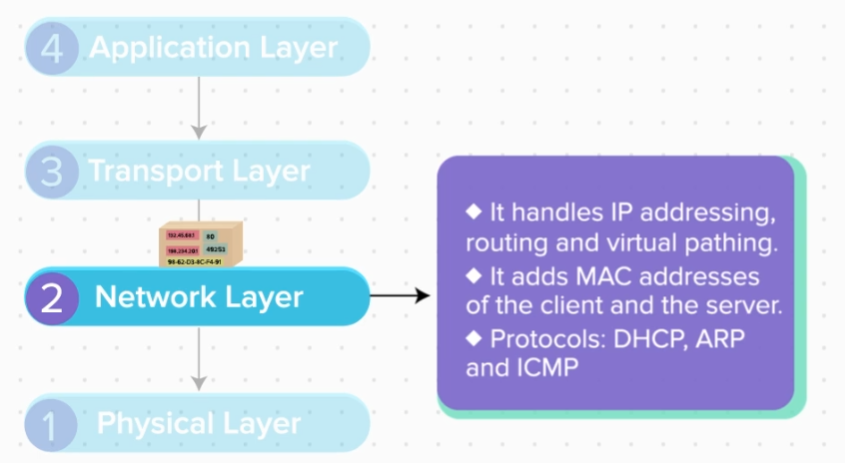 4 Application Layer
3 Transport Layer
80
2 Network Layer
1 Physical Layer
◆ It handles IP addressing,
routing and virtual pathing.
◆ It adds MAC addresses
of the client and the server.
◆ Protocols: DHCP, ARP
and ICMP